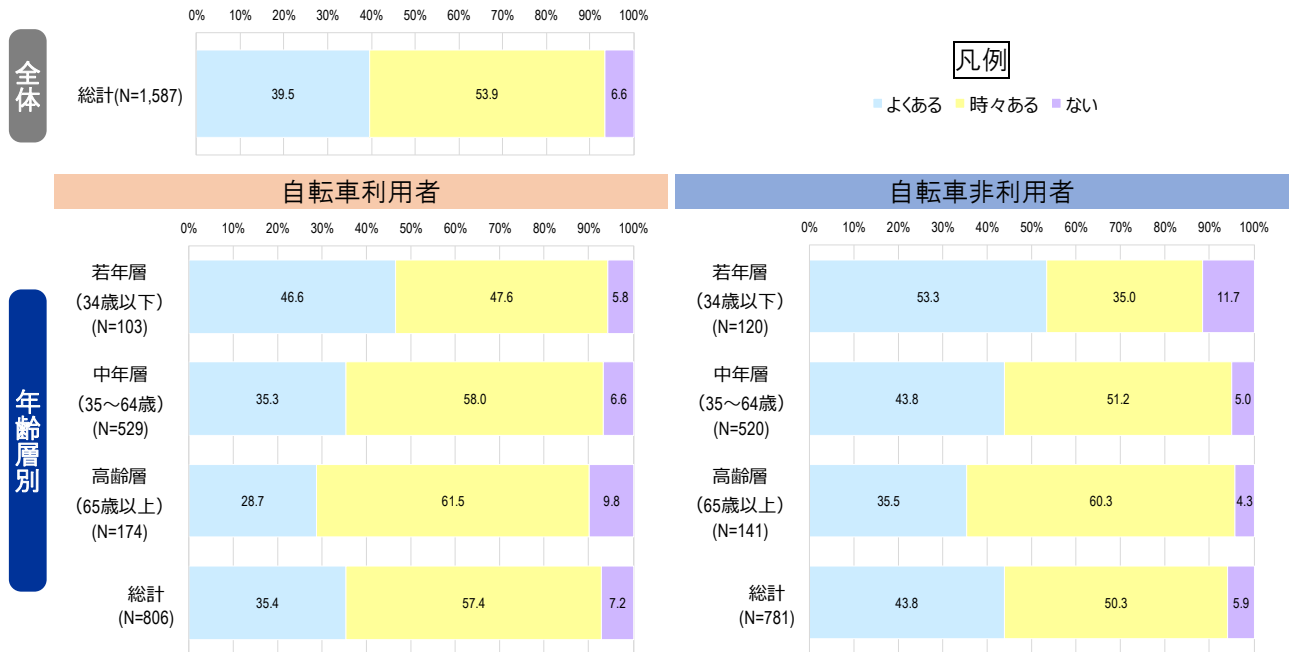 0% 10% 20% 30% 40% 50% 60% 70% 80% 90% 100%
全体
総計(N=1,587)
39.5 53.9 6.6
凡例
よくある 時々ある ない
自転車利用者
自転車非利用者
年齢層別
0% 10% 20% 30% 40% 50% 60% 70% 80% 90% 100%
若年層
（34歳以下）
(N=103)
46.6 47.6 5.8
中年層
（35～64歳）
(N=529)
35.3 58.0 6.6
高齢層
（65歳以上）
(N=174)
28.7 61.5 9.8
総計
(N=806)
35.4 57.4 7.2
0% 10% 20% 30% 40% 50% 60% 70% 80% 90% 100%
若年層
（34歳以下）
(N=120)
53.3 35.0 11.7
中年層
（35～64歳）
(N=520)
43.8 51.2 5.0
高齢層
（65歳以上）
(N=141)
35.5 60.3 4.3
総計
(N=781)
43.8 50.3 5.9